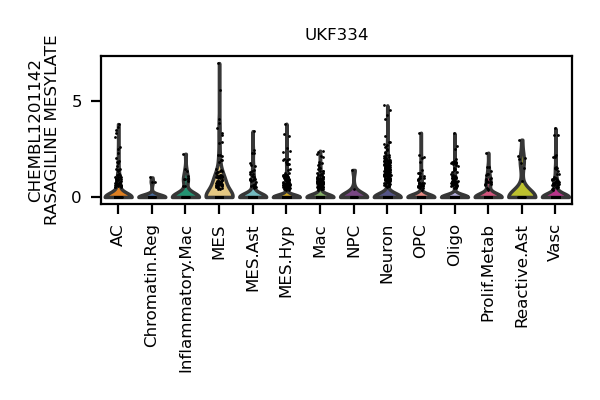 UKF334
CHEMBL1201142
RASAGILINE MESYLATE
5
0
AC
Chromatin.Reg
Inflammatory.Mac
MES
MES.Ast
MES.Hyp
Mac
NPC
Neuron
OPC
Oligo
Prolif.Metab
Reactive.Ast
Vasc